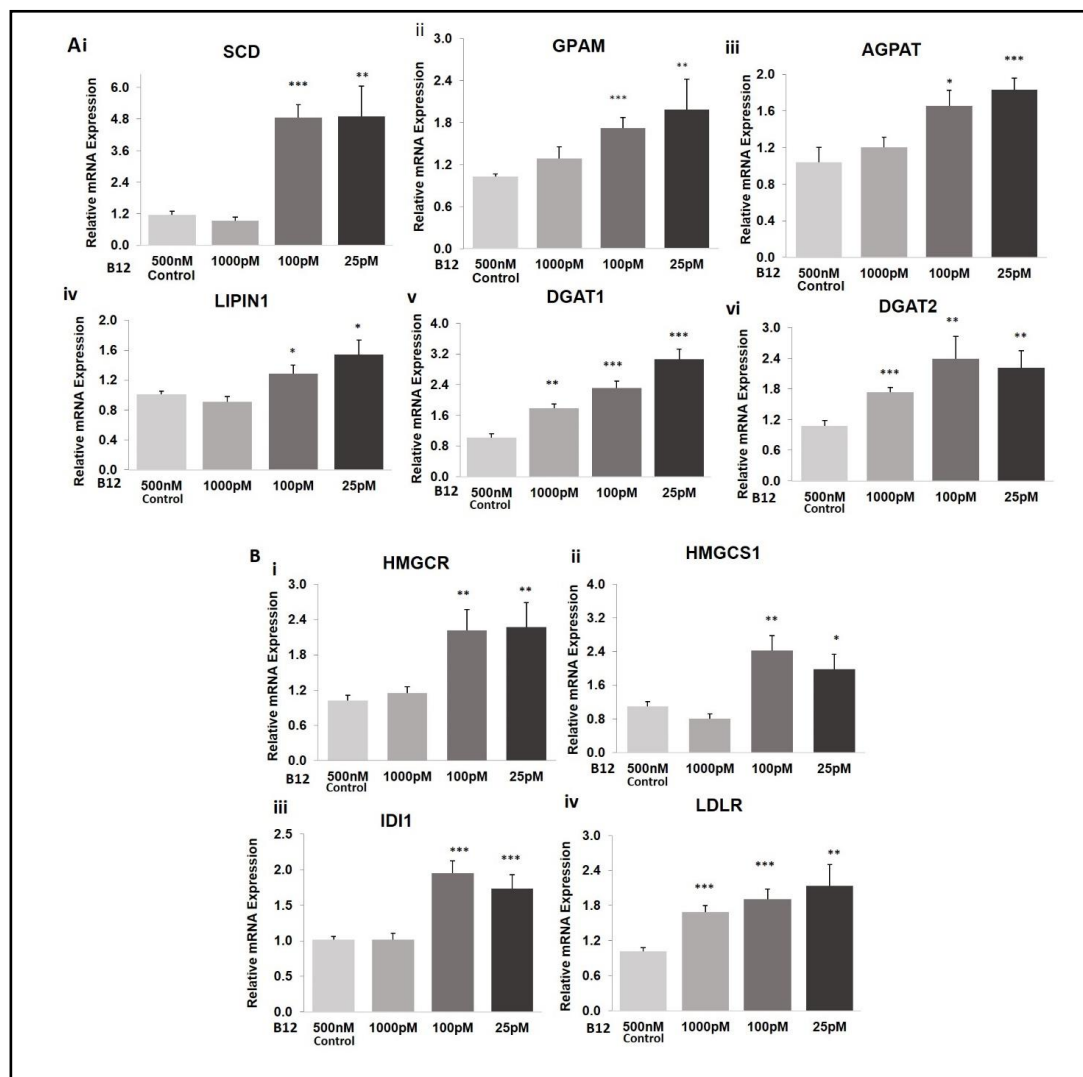 Ai
SCD
Relative mRNA Expression
6.0
4.8
3.6
2.4
1.2
0.0
***
**
B12
500nM 1000pM 100pM 25pM
Control
ii
GPAM
Relative mRNA Expression
3.0
2.4
1.8
1.2
0.6
0.0
***
**
B12
500nM 1000pM 100pM 25pM
Control
iii
AGPAT
Relative mRNA Expression
2.0
1.6
1.2
0.8
0.4
0.0
*
***
B12
500nM 1000pM 100pM 25pM
Control
iv
LIPIN1
Relative mRNA Expression
2.0
1.6
1.2
0.8
0.4
0.0
*
*
B12
500nM 1000pM 100pM 25pM
Control
v
DGAT1
Relative mRNA Expression
4.0
3.2
2.4
1.6
0.8
0.0
**
***
***
B12
500nM 1000pM 100pM 25pM
Control
vi
DGAT2
Relative mRNA Expression
3.0
2.4
1.8
1.2
0.6
0.0
***
**
**
B12
500nM 1000pM 100pM 25pM
Control
B
i
HMGCR
Relative mRNA Expression
3.0
2.4
1.8
1.2
0.6
0.0
**
**
B12
500nM 1000pM 100pM 25pM
Control
ii
HMGCS1
Relative mRNA Expression
4.0
3.2
2.4
1.6
0.8
0.0
**
*
B12
500nM 1000pM 100pM 25pM
Control
iii
IDI1
Relative mRNA Expression
2.5
2.0
1.5
1.0
0.5
0.0
***
***
B12
500nM 1000pM 100pM 25pM
Control
iv
LDLR
Relative mRNA Expression
3.0
2.4
1.8
1.2
0.6
0.0
***
***
**
B12
500nM 1000pM 100pM 25pM
Control